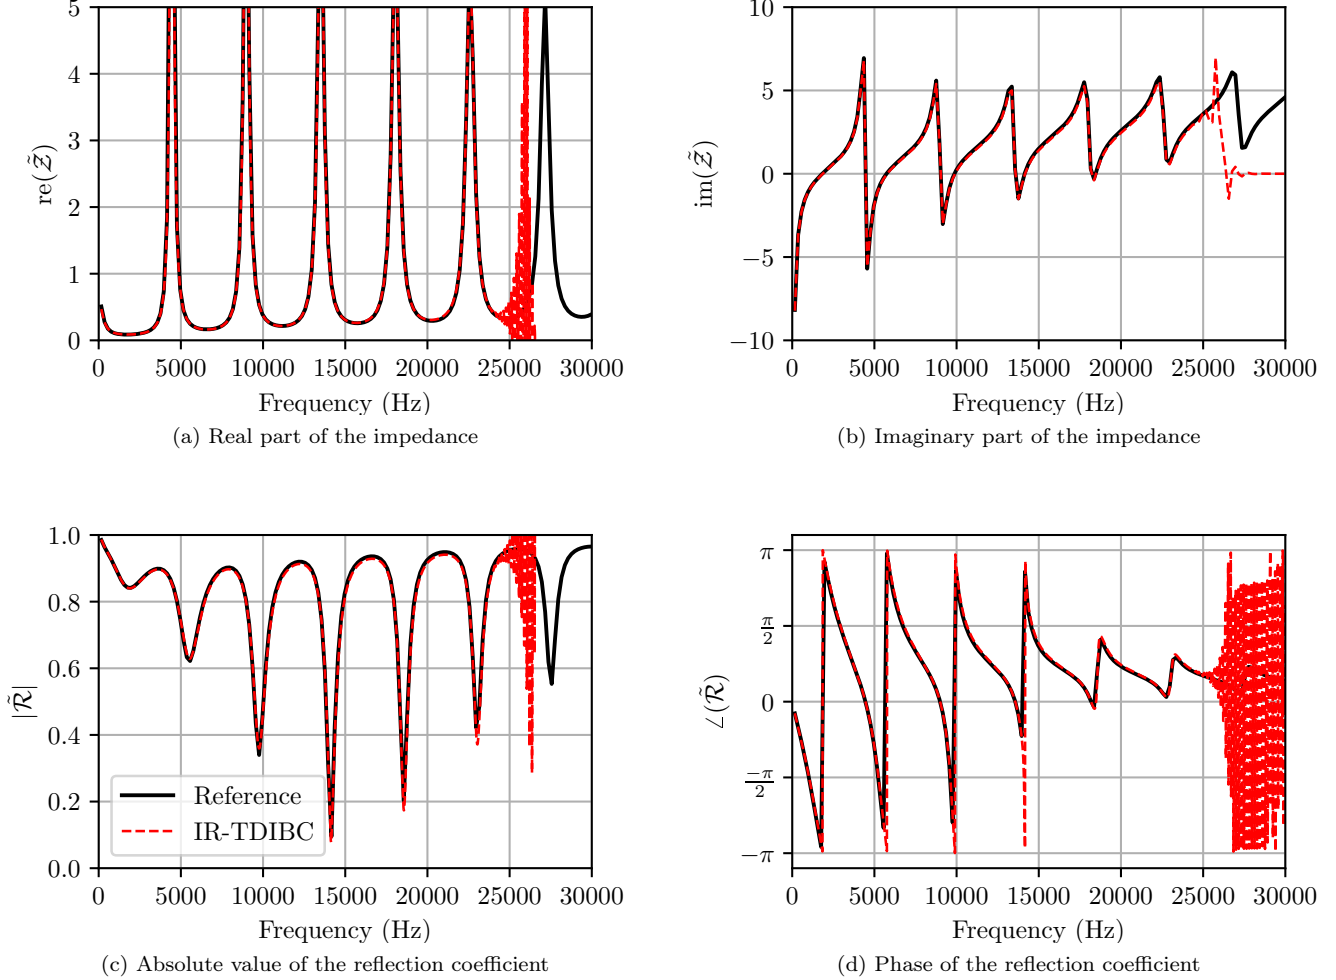 5
4
3
2
1
0
re(𝒵̃)
0 5000 10000 15000 20000 25000 30000
Frequency (Hz)
(a) Real part of the impedance
10
5
0
−5
−10
im(𝒵̃)
0 5000 10000 15000 20000 25000 30000
Frequency (Hz)
(b) Imaginary part of the impedance
1.0
0.8
0.6
0.4
0.2
0.0
|ℛ̃|
Reference
IR-TDIBC
0 5000 10000 15000 20000 25000 30000
Frequency (Hz)
(c) Absolute value of the reflection coefficient
π
π/2
0
−π/2
−π
∠(ℛ̃)
0 5000 10000 15000 20000 25000 30000
Frequency (Hz)
(d) Phase of the reflection coefficient